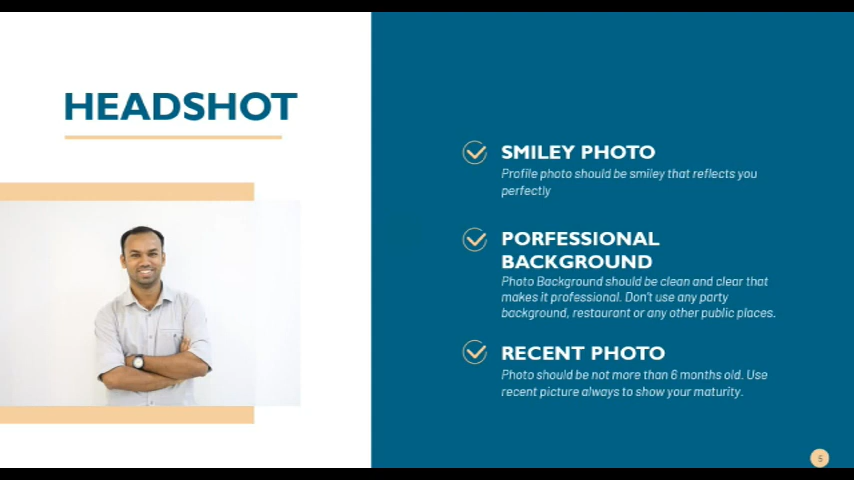 HEADSHOT
SMILEY PHOTO
Profile photo should be smiley that reflects you
perfectly
PORFESSIONAL
BACKGROUND
Photo Background should be clean and clear that
makes it professional. Don't use any party
background, restaurant or any other public places.
RECENT PHOTO
Photo should be not more than 6 months old. Use
recent picture always to show your maturity.
5